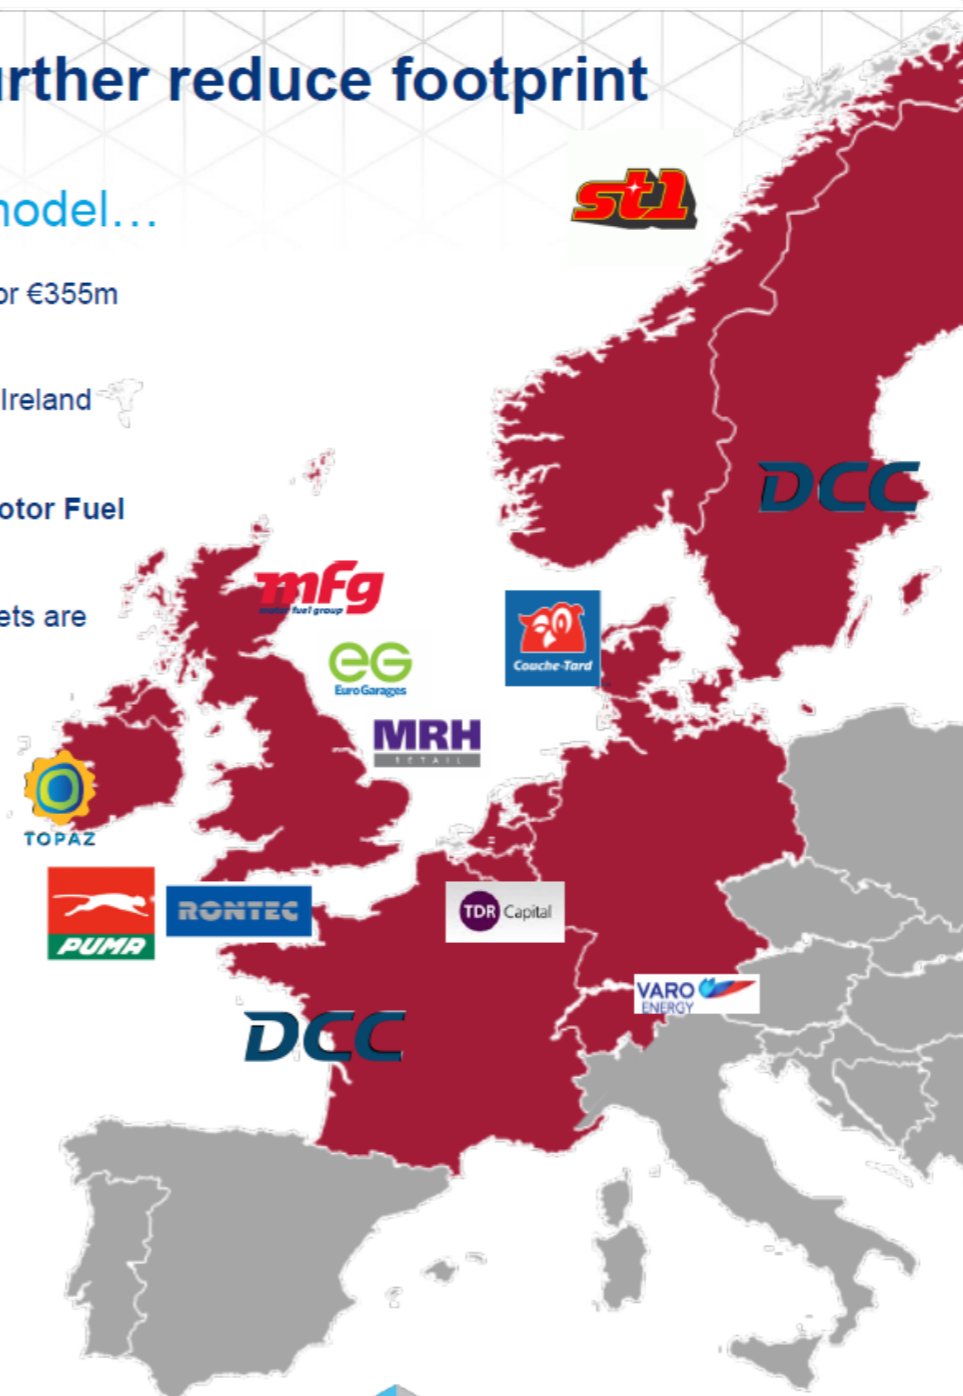 rther reduce footprint
model…
or €355m
Ireland
otor Fuel
ets are
st1
DCC
mfg
motor fuel group
Couche-Tard
eG
Euro Garages
MRH
RETAIL
TOPAZ
PUMA
RONTEC
TDR Capital
VARO
ENERGY
DCC